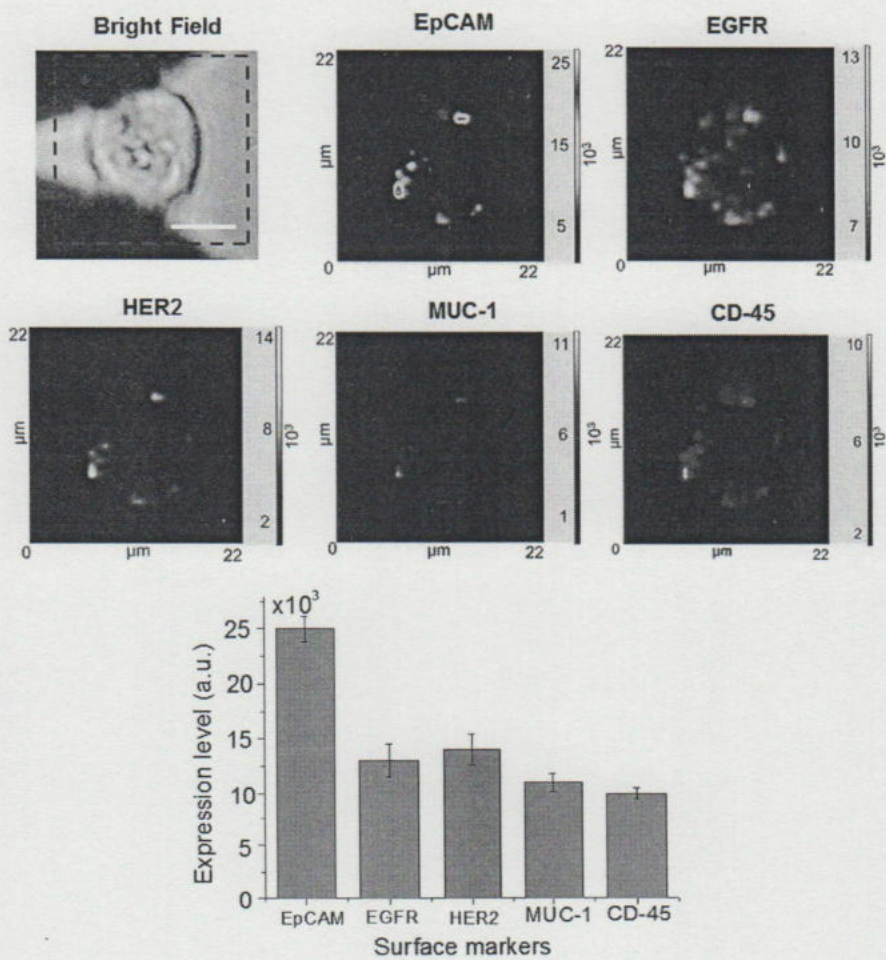 Bright Field
EpCAM
EGFR
22
µm
0
µm
22
25
15
5
10³
22
µm
0
µm
22
13
10
7
10³
HER2
MUC-1
CD-45
22
µm
0
µm
22
14
8
2
10³
22
µm
0
µm
22
11
6
1
10³
22
µm
0
µm
22
10
6
2
10³
x10³
25
20
15
10
5
0
Expression level (a.u.)
EpCAM EGFR HER2 MUC-1 CD-45
Surface markers